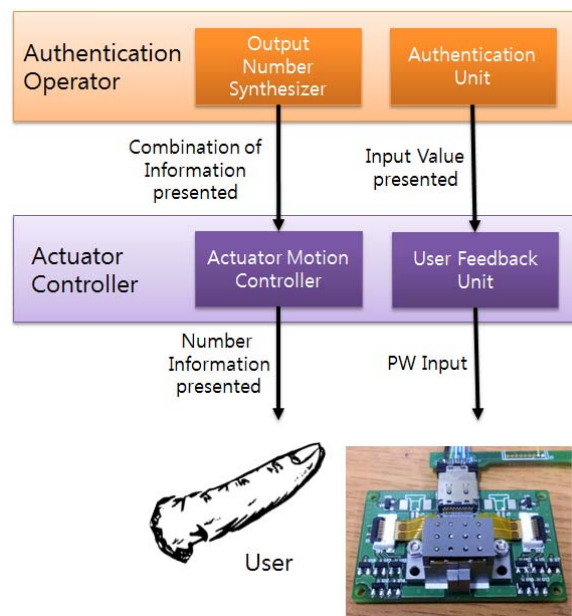 Authentication
Operator
Output
Number
Synthesizer
Authentication
Unit
Combination of
Information
presented
Input Value
presented
Actuator
Controller
Actuator Motion
Controller
User Feedback
Unit
Number
Information
presented
PW Input
User